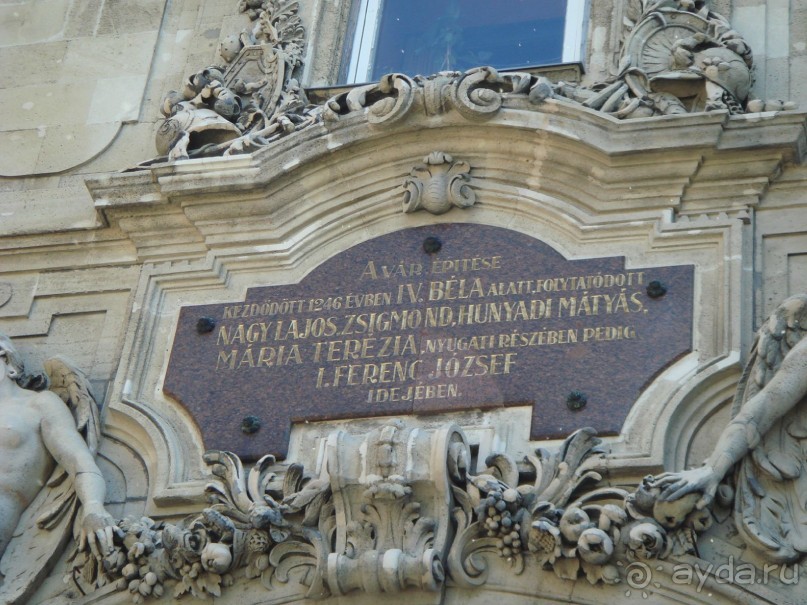 A VÁR ÉPÍTÉSE
KEZDŐDÖTT 1246 ÉVBEN IV. BÉLA ALATT, FOLYTATÓDOTT
NAGY LAJOS, ZSIGMOND, HUNYADI MÁTYÁS,
MÁRIA TERÉZIA, NYUGATI RÉSZÉBEN PEDIG
I. FERENC JÓZSEF
IDEJÉBEN.
ayda.ru